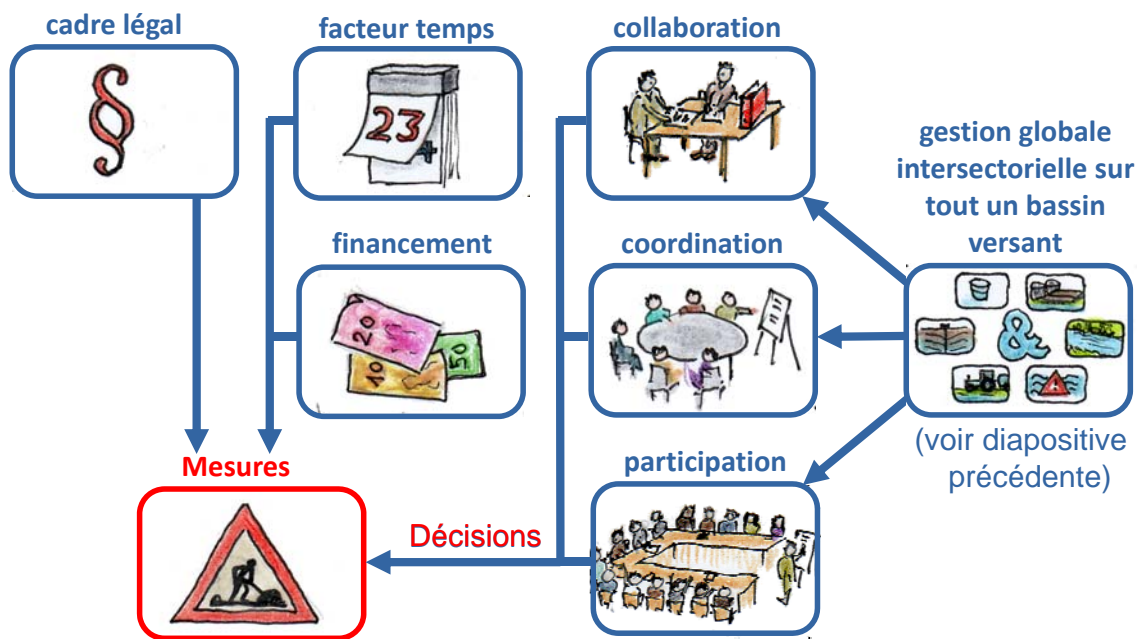 cadre légal
facteur temps
collaboration
§
23
gestion globale
intersectorielle sur
tout un bassin
versant
financement
coordination
20
10
50
&
(voir diapositive
précédente)
Mesures
participation
Décisions